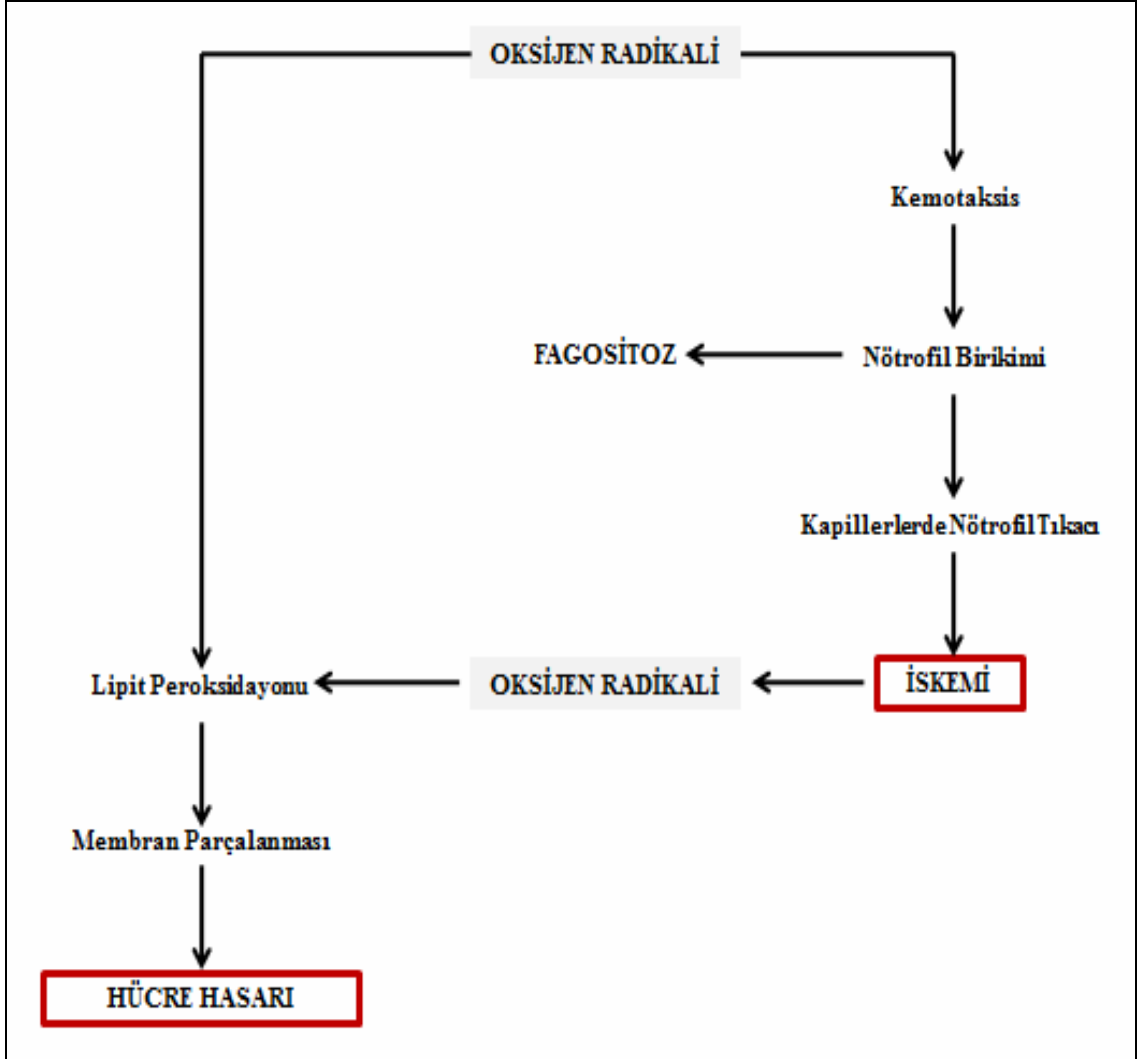 OKSİJEN RADİKALİ
Kemotaksis
FAGOSİTOZ
Nötrofil Birikimi
Kapillerlerde Nötrofil Tıkacı
Lipit Peroksidayonu
OKSİJEN RADİKALİ
İSKEMİ
Membran Parçalanması
HÜCRE HASARI